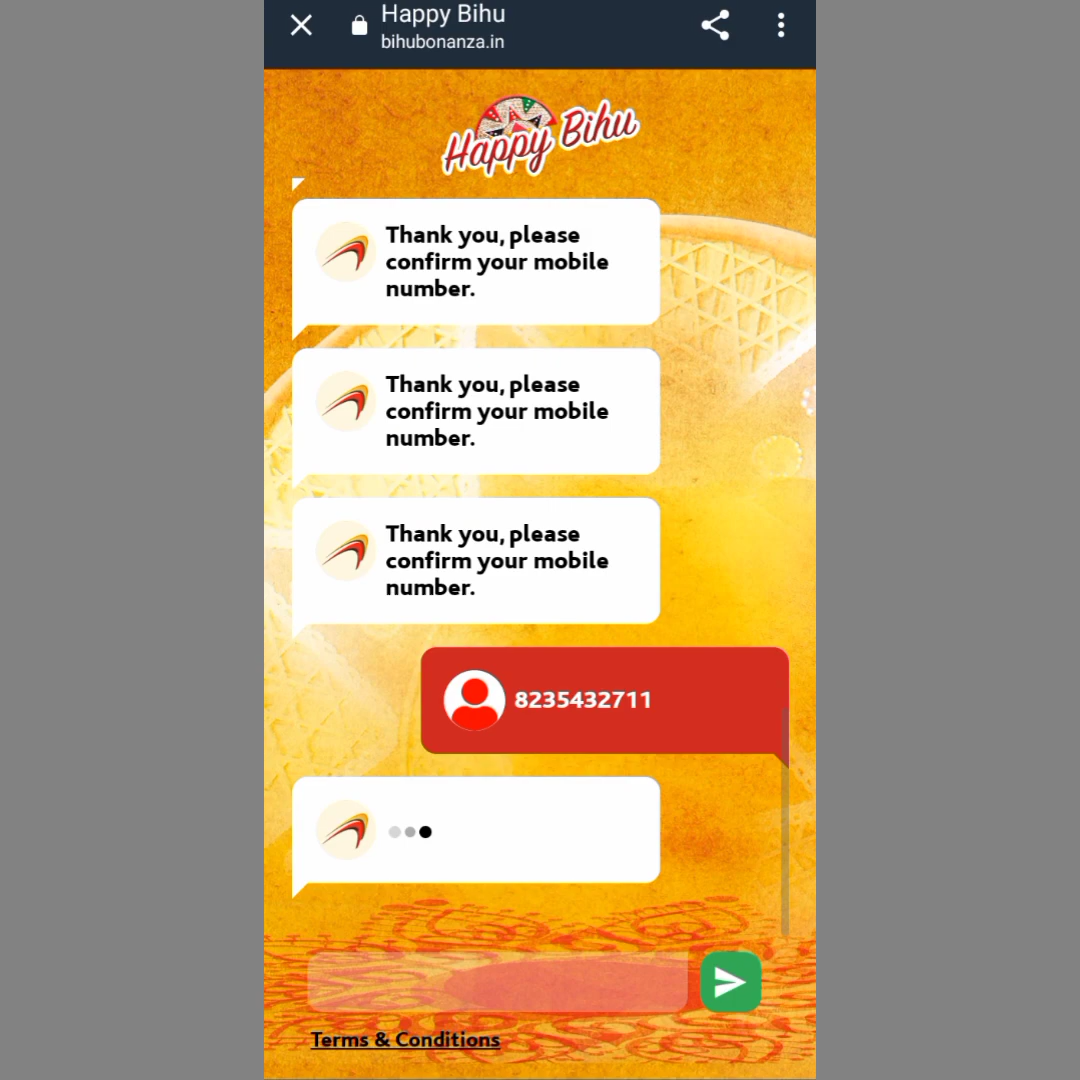 Happy Bihu
bihubonanza.in
Happy Bihu
Thank you, please
confirm your mobile
number.
Thank you, please
confirm your mobile
number.
Thank you, please
confirm your mobile
number.
8235432711
Terms & Conditions